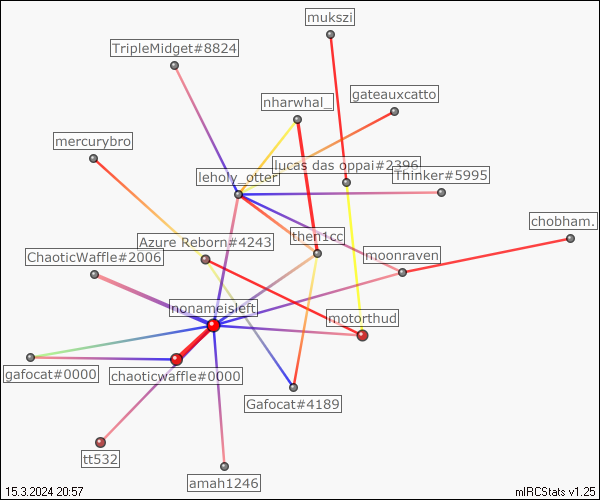 mukszi
TripleMidget#8824
gateauxcatto
nharwhal_
mercurybro
lucas das oppai#2396
leholy_otter
Thinker#5995
chobham.
then1cc
Azure Reborn#4243
ChaoticWaffle#2006
moonraven
nonameisleft
motorthud
gafocat#0000
chaoticwaffle#0000
Gafocat#4189
tt532
amah1246
15.3.2024 20:57
mIRCStats v1.25